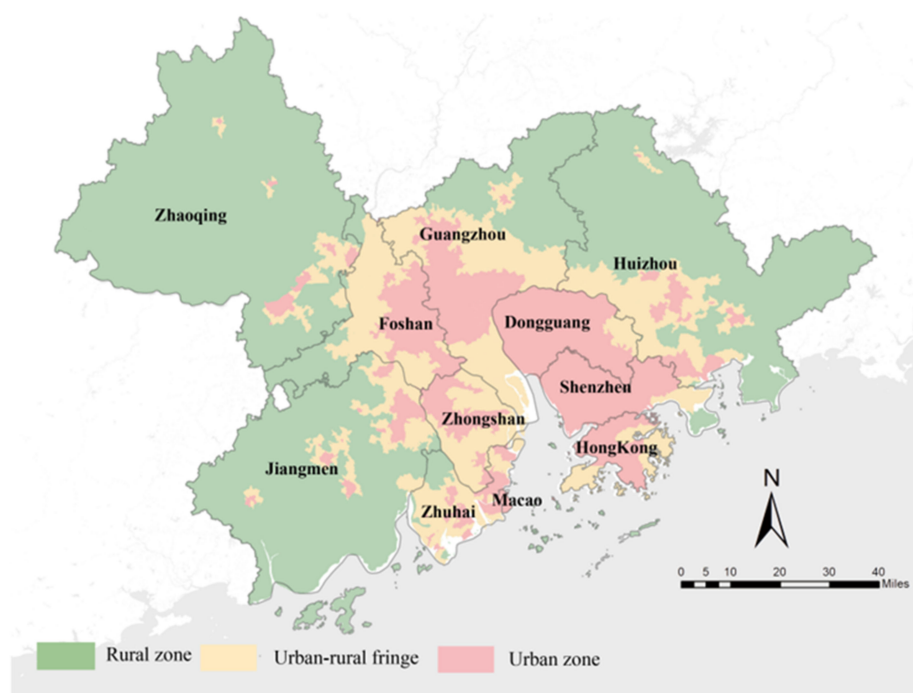 Zhaoqing
Guangzhou
Huizhou
Foshan
Dongguang
Shenzhen
Zhongshan
HongKong
Jiangmen
Macao
Zhuhai
N
0 5 10 20 30 40
Miles
Rural zone
Urban-rural fringe
Urban zone